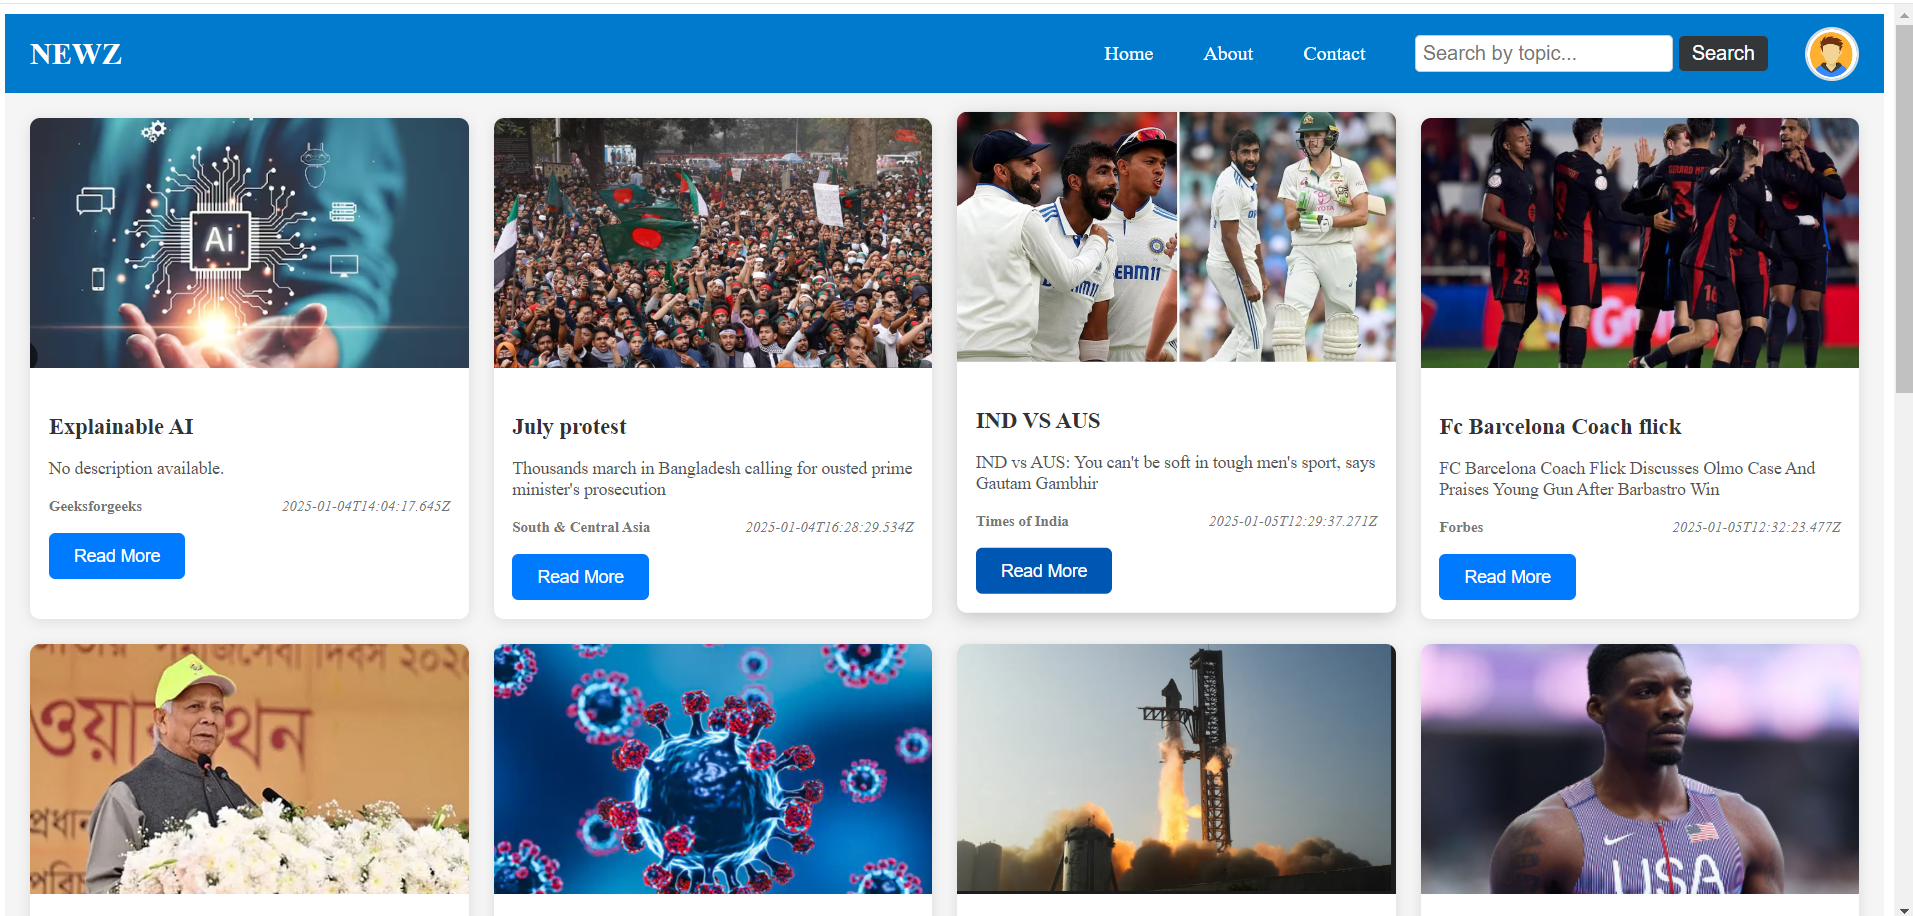 NEWZ
Home
About
Contact
Search by topic...
Search
Ai
Explainable AI
No description available.
Geeksforgeeks
2025-01-04T14:04:17.645Z
Read More
July protest
Thousands march in Bangladesh calling for ousted prime
minister's prosecution
South & Central Asia
2025-01-04T16:28:29.534Z
Read More
IND VS AUS
IND vs AUS: You can't be soft in tough men's sport, says
Gautam Gambhir
Times of India
2025-01-05T12:29:37.271Z
Read More
Fc Barcelona Coach flick
FC Barcelona Coach Flick Discusses Olmo Case And
Praises Young Gun After Barbastro Win
Forbes
2025-01-05T12:32:23.477Z
Read More
23
16
USA